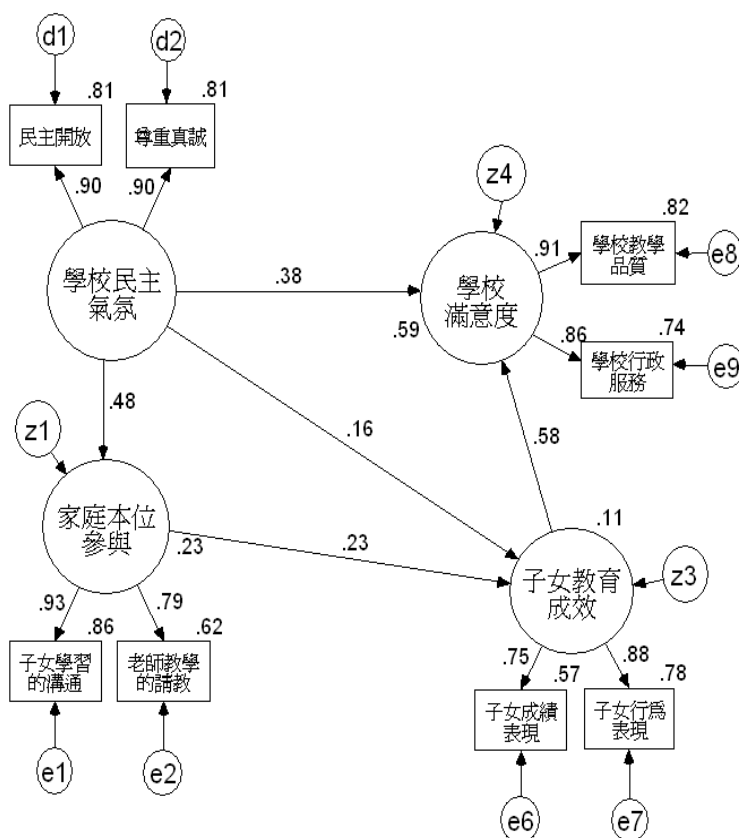 d1
d2
.81
.81
民主開放
尊重真誠
.90
.90
z4
學校民主
氣氛
.38
學校
滿意度
.59
.91
.82
學校教學
品質
e8
.86
.74
學校行政
服務
e9
.48
z1
.16
.58
家庭本位
參與
.23
.23
.11
子女教育
成效
z3
.93
.79
.86
.62
子女學習
的溝通
老師教學
的請教
.75
.88
.57
.78
子女成績
表現
子女行為
表現
e1
e2
e6
e7